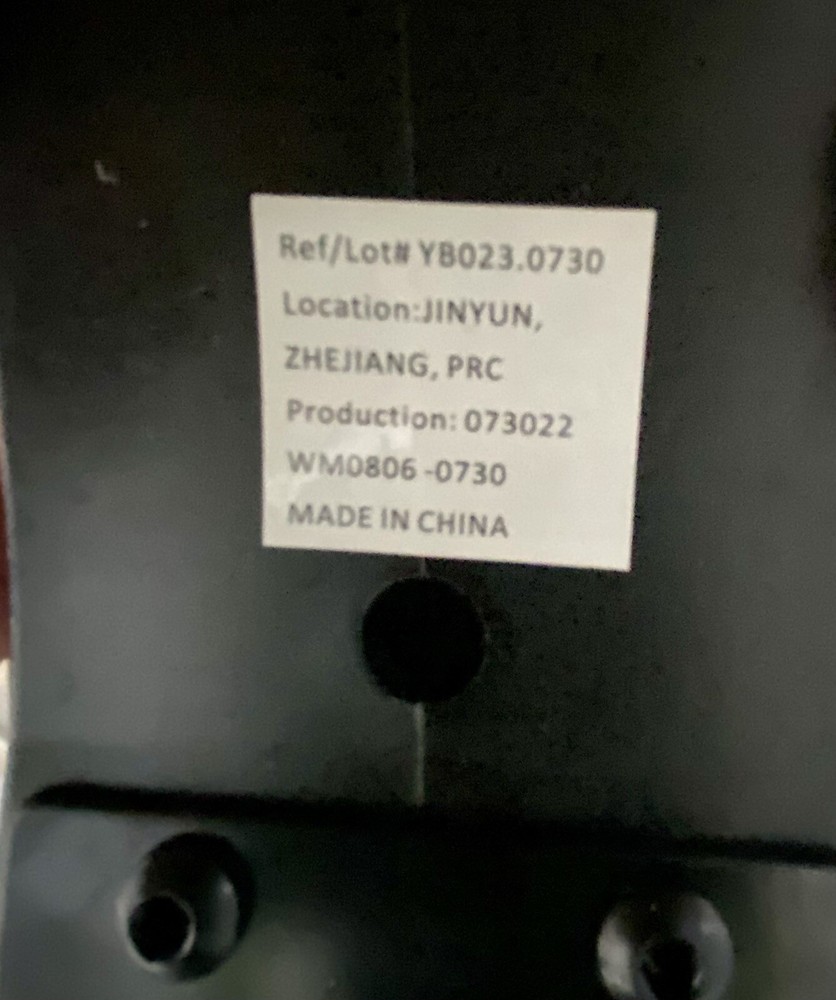 Ref/Lot# YB023.0730
Location:JINYUN,
ZHEJIANG, PRC
Production: 073022
WM0806 -0730
MADE IN CHINA